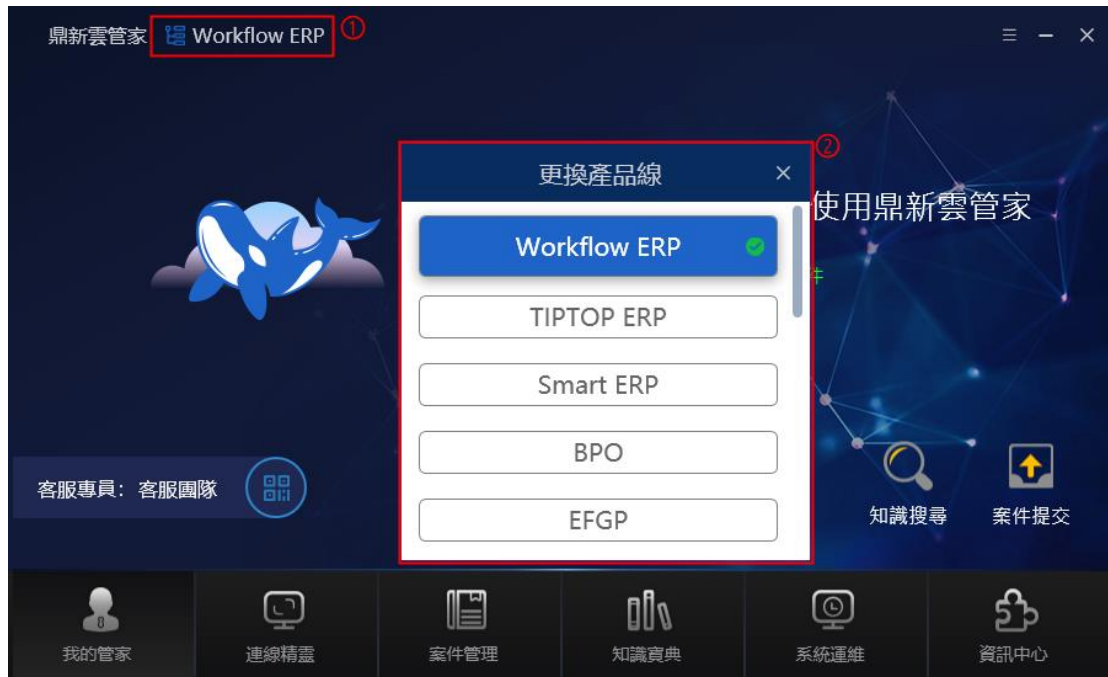 鼎新雲管家 Workflow ERP ①
②
更換產品線
使用鼎新雲管家
Workflow ERP
件
TIPTOP ERP
Smart ERP
BPO
EFGP
客服專員：客服團隊
知識搜尋
案件提交
我的管家
連線精靈
案件管理
知識寶典
系統運維
資訊中心